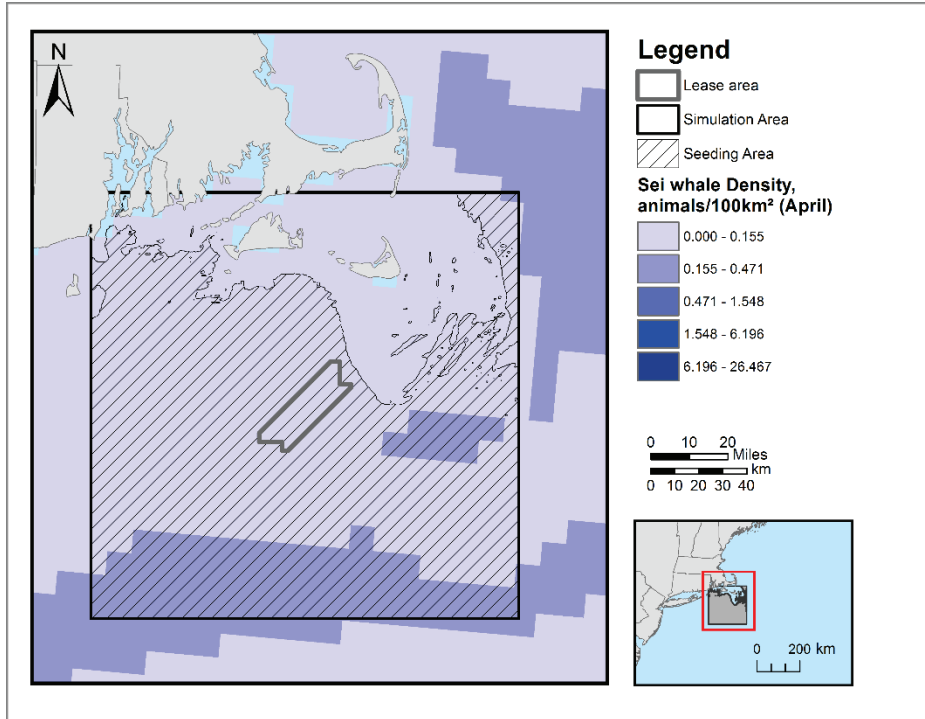 N
Legend
Lease area
Simulation Area
Seeding Area
Sei whale Density,
animals/100km² (April)
0.000 - 0.155
0.155 - 0.471
0.471 - 1.548
1.548 - 6.196
6.196 - 26.467
0 10 20
Miles
km
0 10 20 30 40
0 200 km